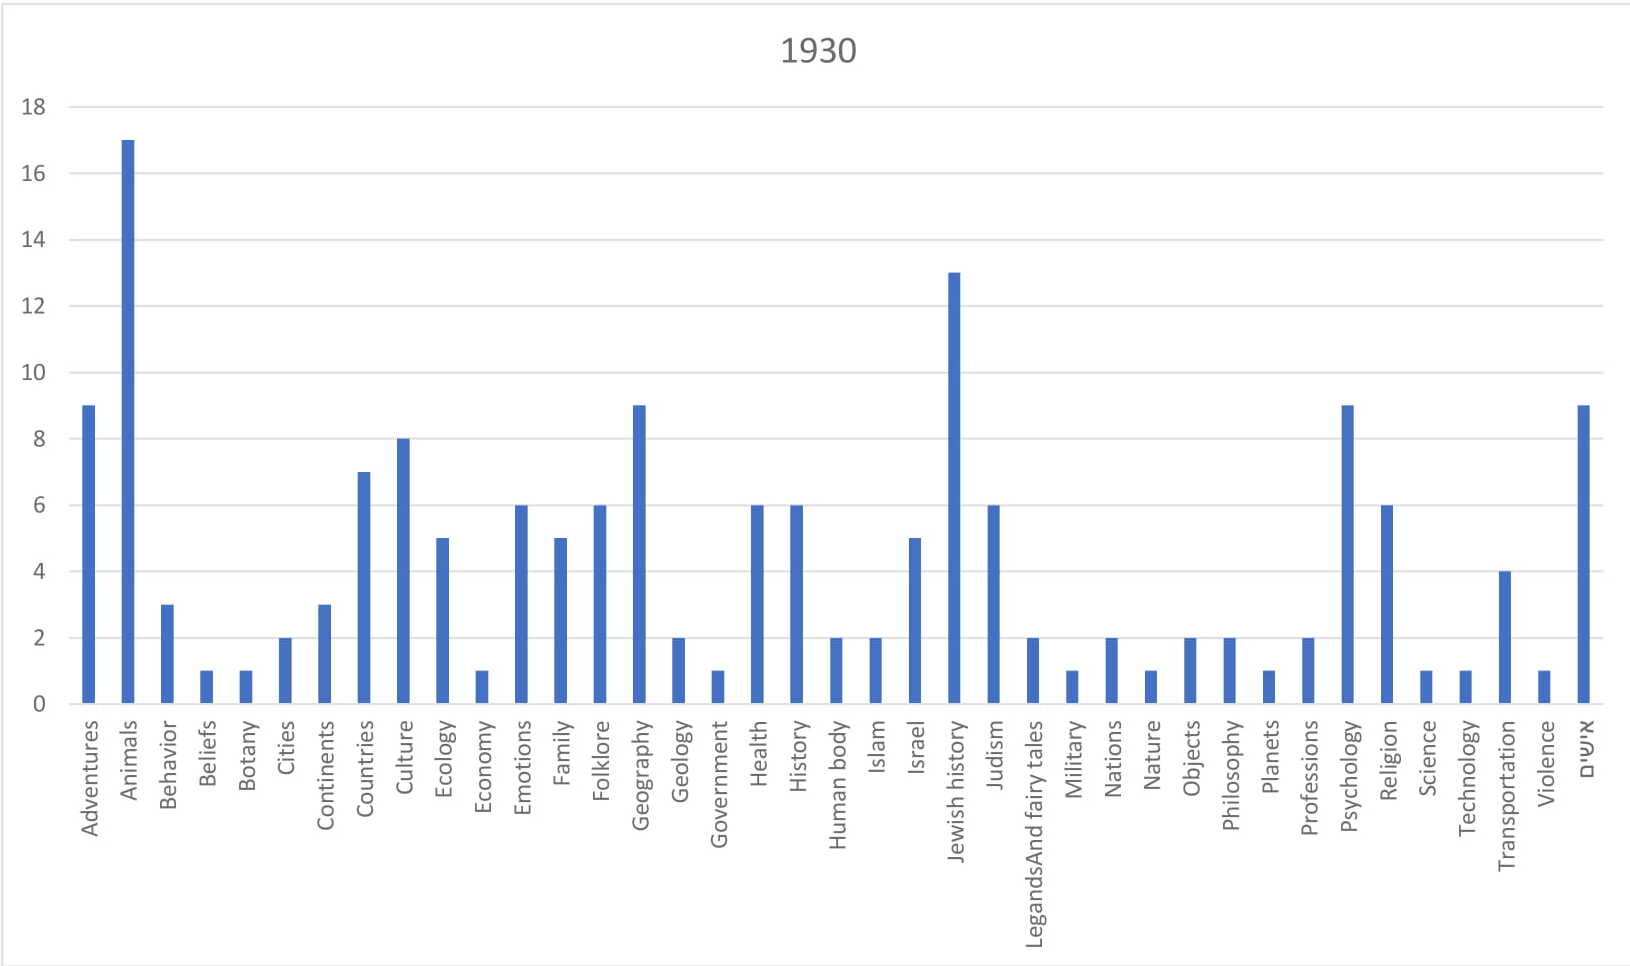 1930
18
16
14
12
10
8
6
4
2
0
Adventures
Animals
Behavior
Beliefs
Botany
Cities
Continents
Countries
Culture
Ecology
Economy
Emotions
Family
Folklore
Geography
Geology
Government
Health
History
Human body
Islam
Israel
Jewish history
Judism
LegandsAnd fairy tales
Military
Nations
Nature
Objects
Philosophy
Planets
Professions
Psychology
Religion
Science
Technology
Transportation
Violence
אישים